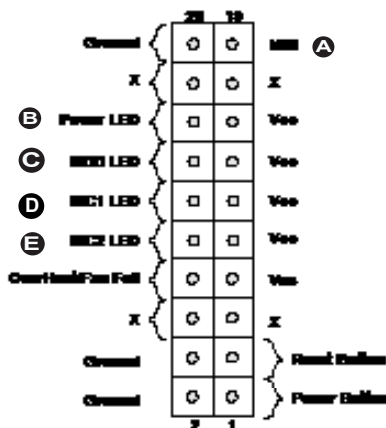 20 19
Ground NMI A
X X
B Power LED Vcc
C HDD LED Vcc
D NIC1 LED Vcc
E NIC2 LED Vcc
OverHeat/Fan Fail Vcc
X X
Ground Reset Button
Ground Power Button
2 1